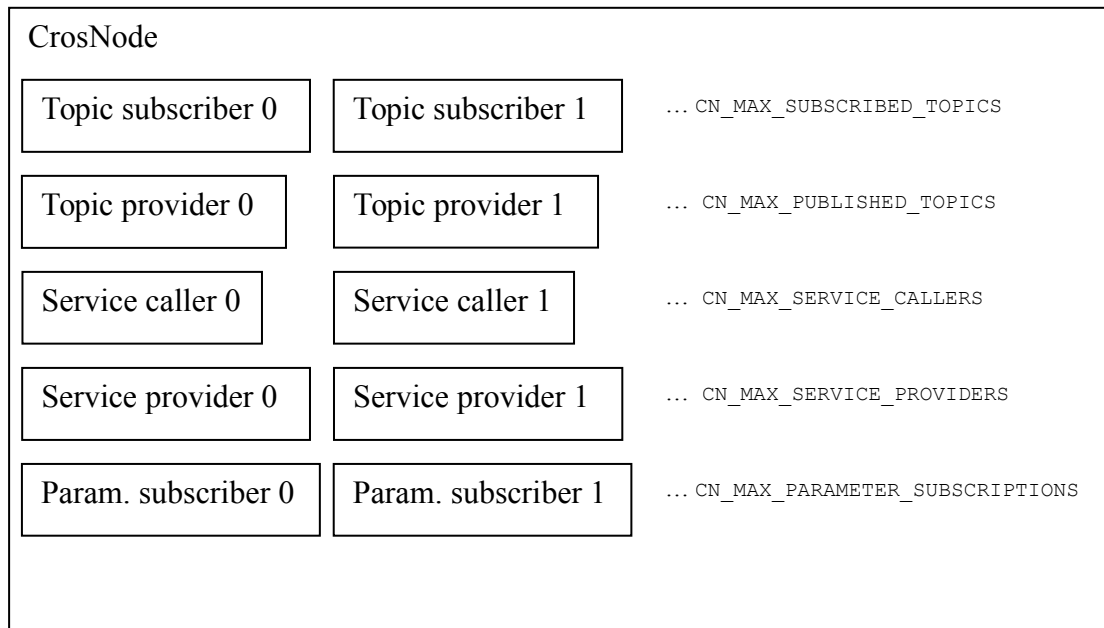 CrosNode
Topic subscriber 0 Topic subscriber 1 ... CN_MAX_SUBSCRIBED_TOPICS
Topic provider 0 Topic provider 1 ... CN_MAX_PUBLISHED_TOPICS
Service caller 0 Service caller 1 ... CN_MAX_SERVICE_CALLERS
Service provider 0 Service provider 1 ... CN_MAX_SERVICE_PROVIDERS
Param. subscriber 0 Param. subscriber 1 ... CN_MAX_PARAMETER_SUBSCRIPTIONS